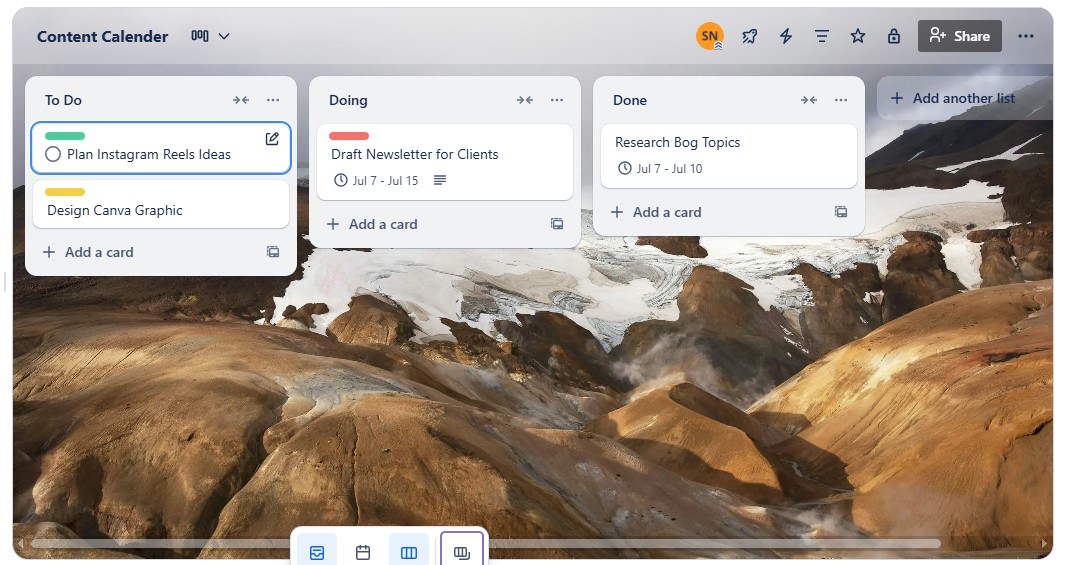 Content Calender
SN
Share
To Do
Plan Instagram Reels Ideas
Design Canva Graphic
Add a card
Doing
Draft Newsletter for Clients
Jul 7 - Jul 15
Add a card
Done
Research Bog Topics
Jul 7 - Jul 10
Add a card
Add another list